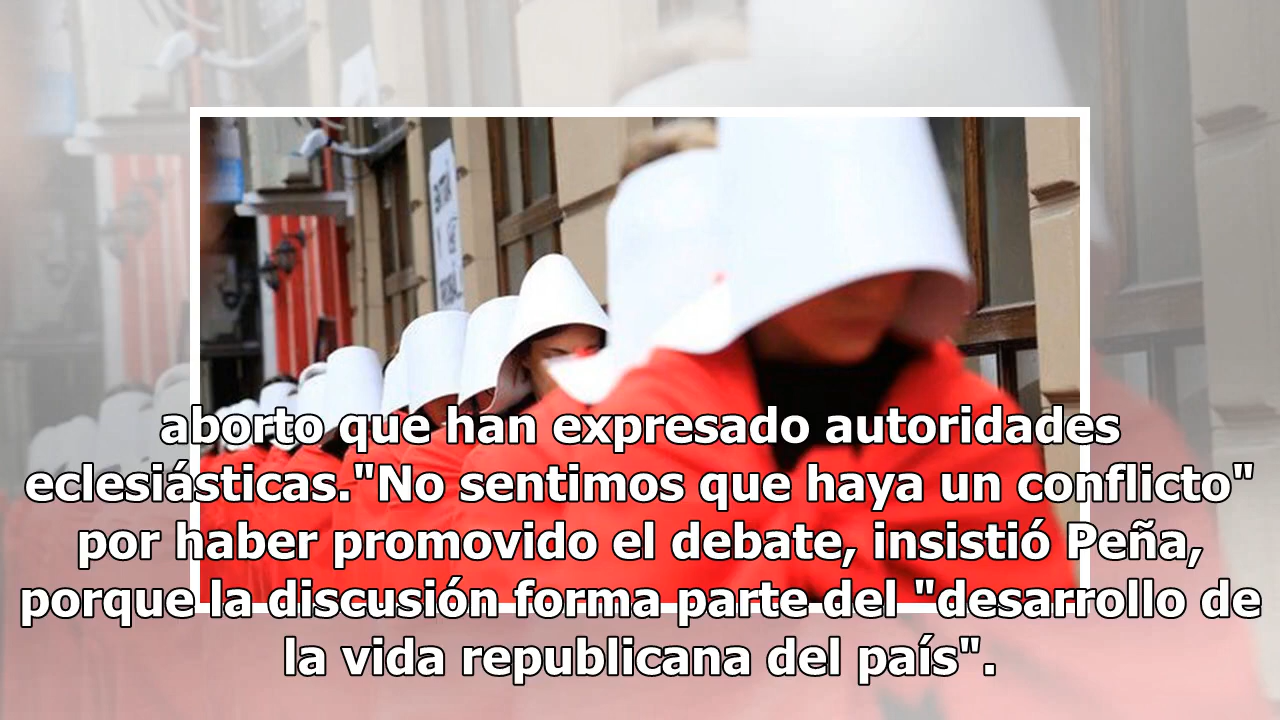 aborto que han expresado autoridades
eclesiásticas."No sentimos que haya un conflicto"
por haber promovido el debate, insistió Peña,
porque la discusión forma parte del "desarrollo de
la vida republicana del país".